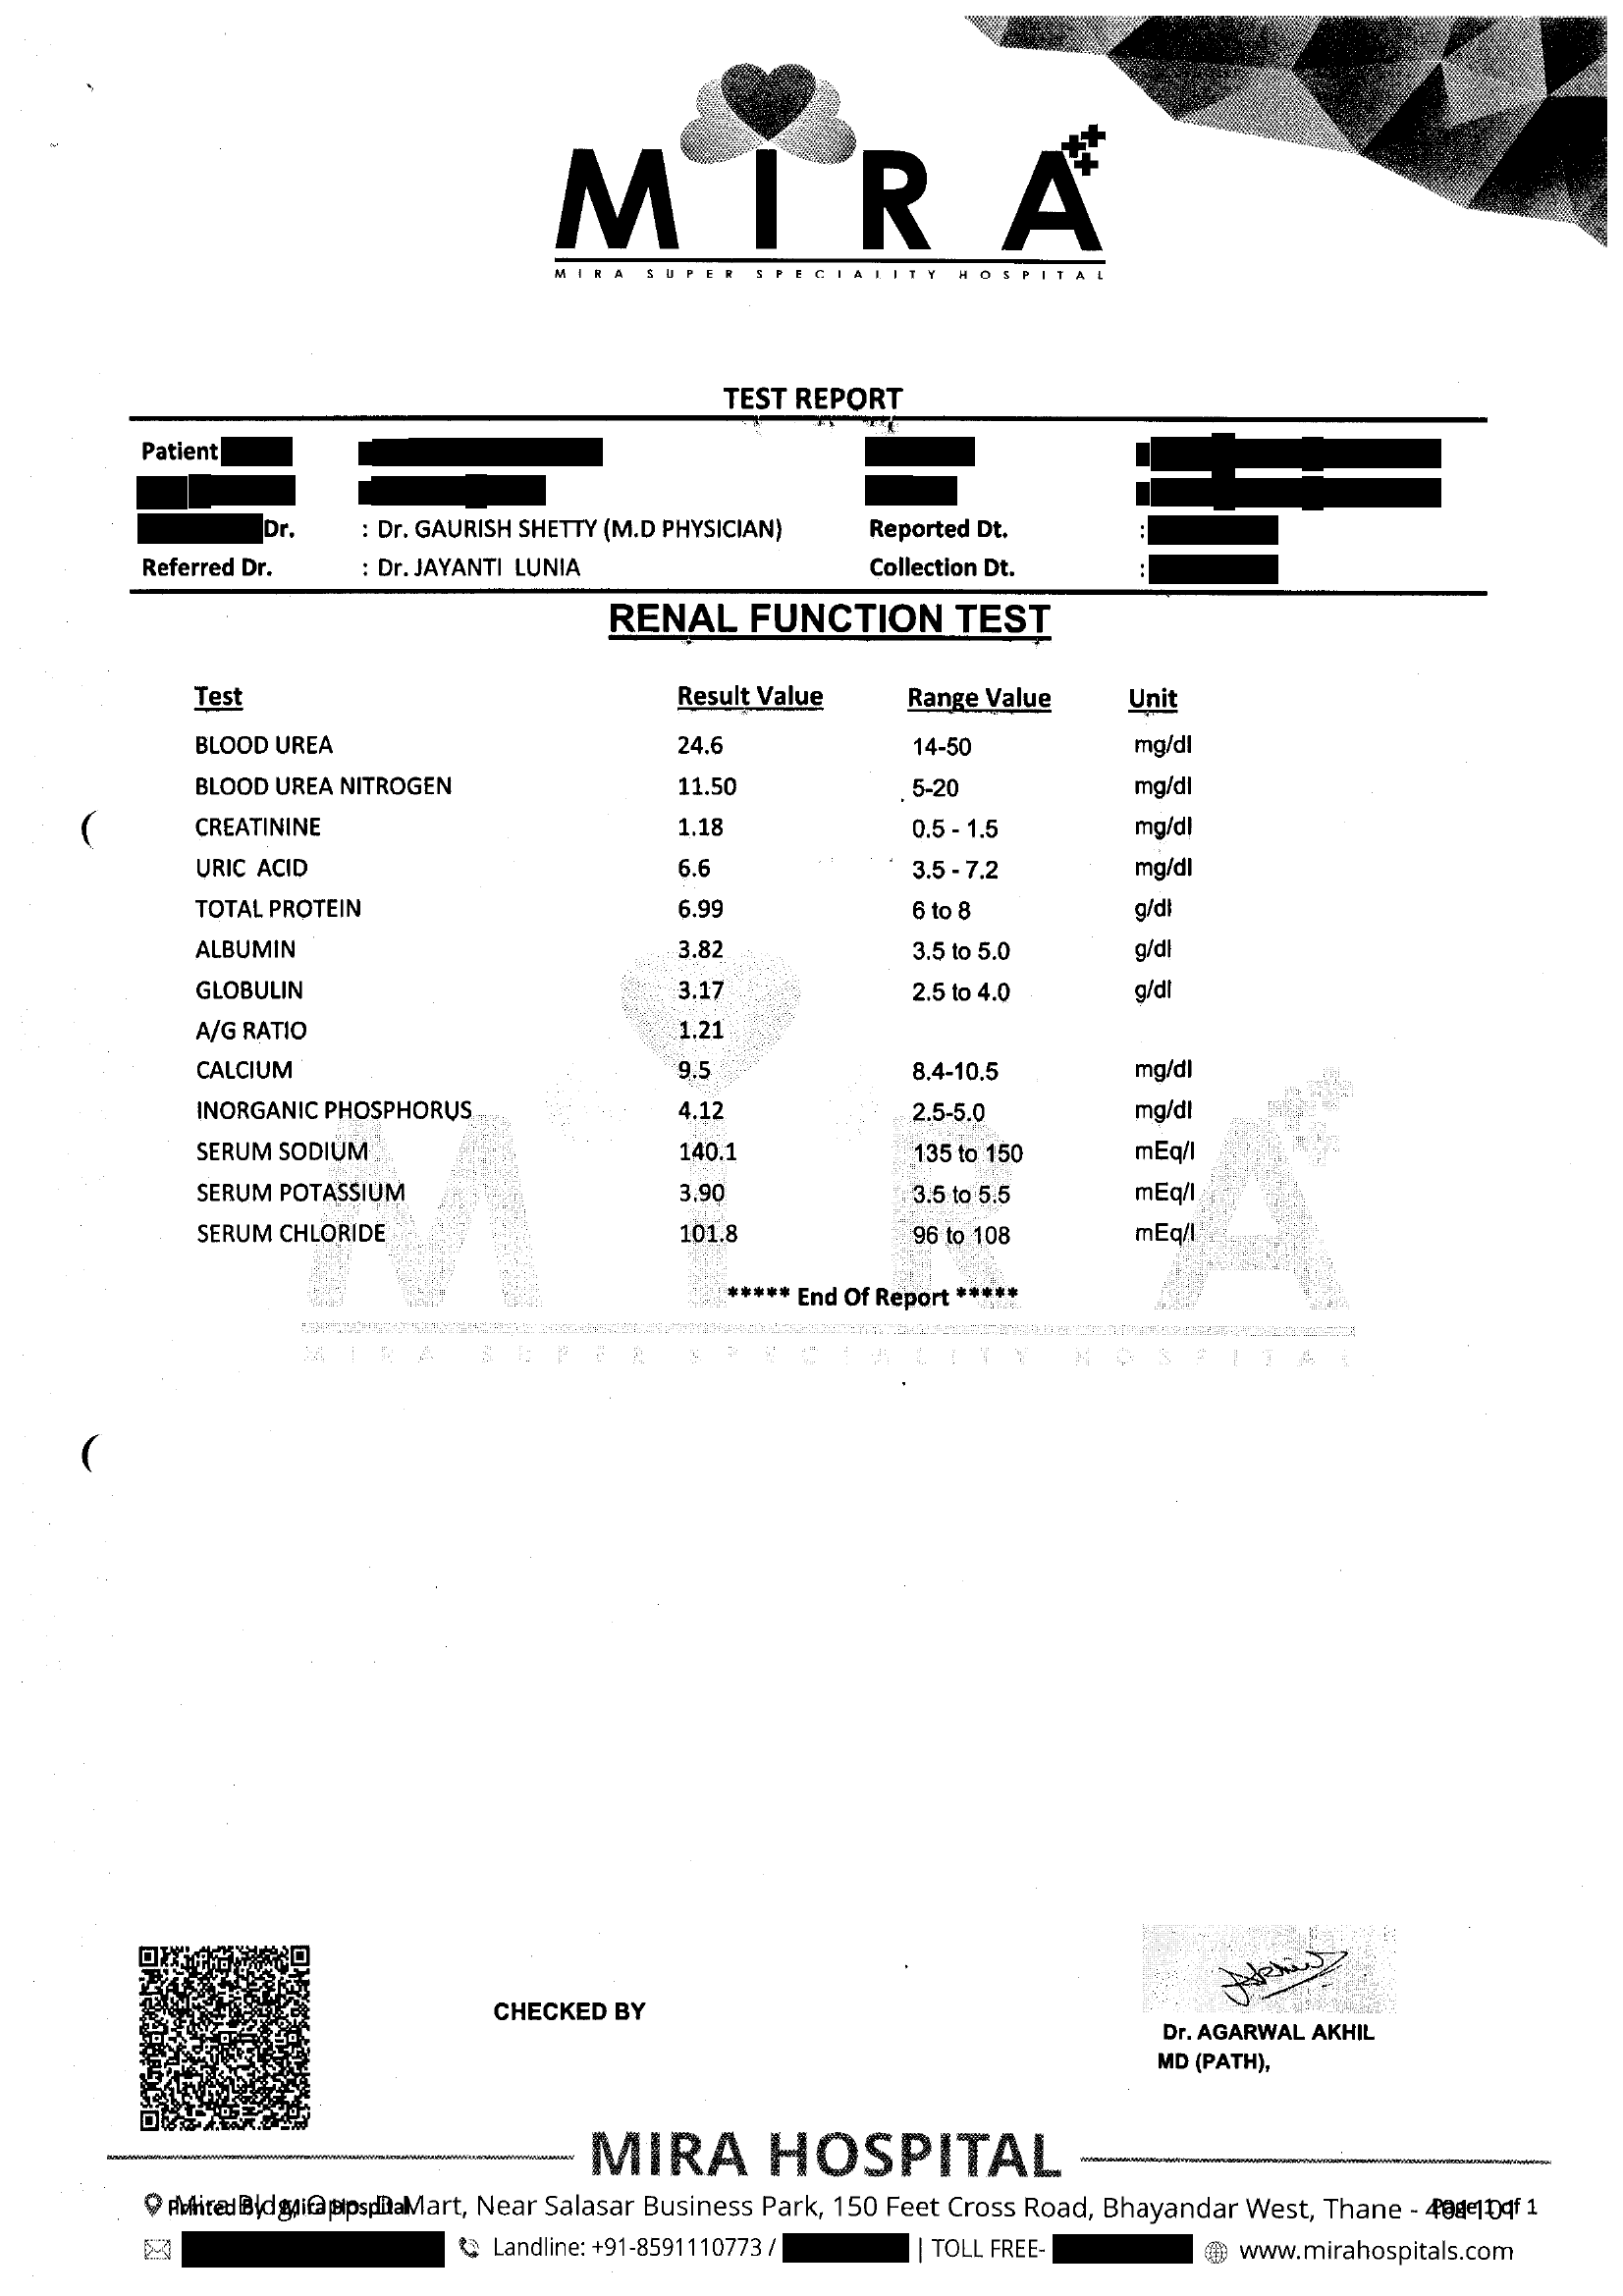 MIRA
MIRA SUPER SPECIALITY HOSPITAL
TEST REPORT
Patient
Dr. : Dr. GAURISH SHETTY (M.D PHYSICIAN) Reported Dt. :
Referred Dr. : Dr. JAYANTI LUNIA Collection Dt. :
RENAL FUNCTION TEST
Test Result Value Range Value Unit
BLOOD UREA 24.6 14-50 mg/dl
BLOOD UREA NITROGEN 11.50 5-20 mg/dl
CREATININE 1.18 0.5 - 1.5 mg/dl
URIC ACID 6.6 3.5 - 7.2 mg/dl
TOTAL PROTEIN 6.99 6 to 8 g/dl
ALBUMIN 3.82 3.5 to 5.0 g/dl
GLOBULIN 3.17 2.5 to 4.0 g/dl
A/G RATIO 1.21
CALCIUM 9.5 8.4-10.5 mg/dl
INORGANIC PHOSPHORUS 4.12 2.5-5.0 mg/dl
SERUM SODIUM 140.1 135 to 150 mEq/l
SERUM POTASSIUM 3.90 3.5 to 5.5 mEq/l
SERUM CHLORIDE 101.8 96 to 108 mEq/l
***** End Of Report *****
MIRA
MIRA SUPER SPECIALITY HOSPITAL
CHECKED BY
Dr. AGARWAL AKHIL
MD (PATH),
MIRA HOSPITAL
Mira Bldg, Opp. D Mart, Near Salasar Business Park, 150 Feet Cross Road, Bhayandar West, Thane - 401101
Printed By Mira Hospital Page 1 of 1
Landline: +91-8591110773 / | TOLL FREE- www.mirahospitals.com